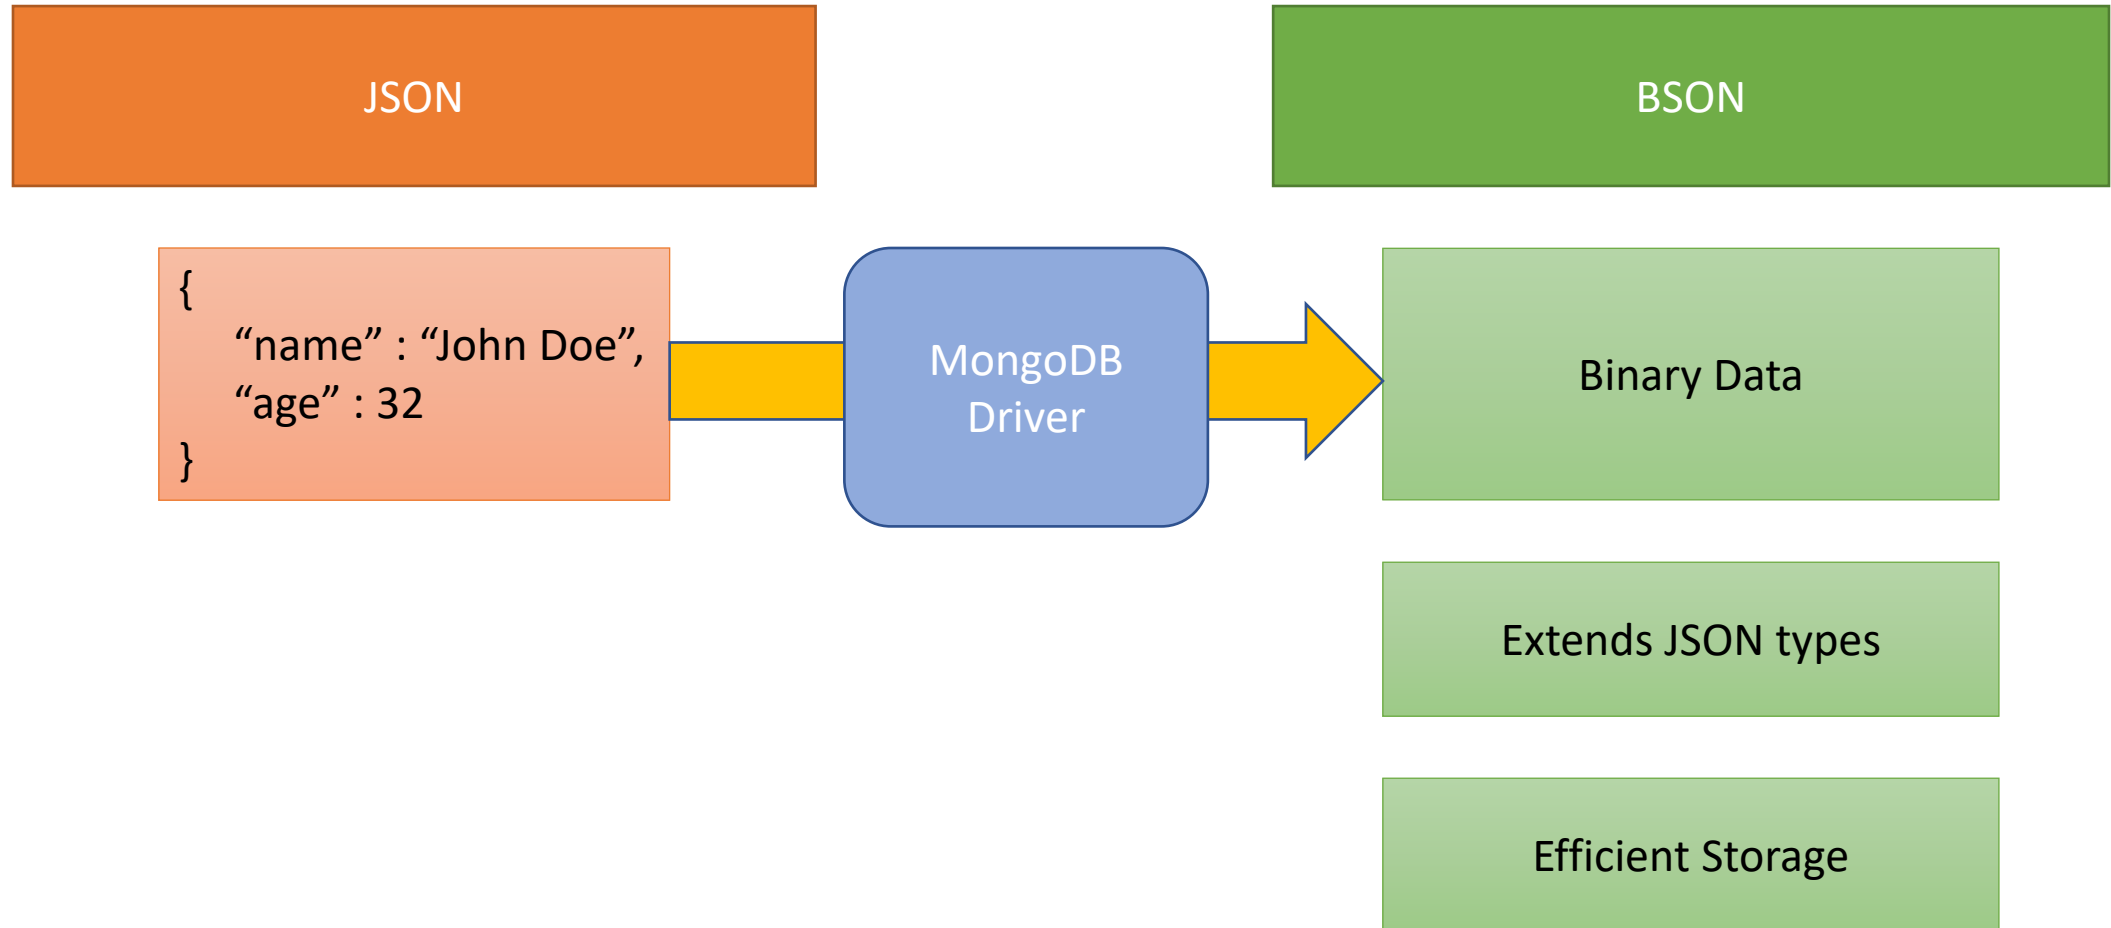 JSON
BSON
{
“name” : “John Doe”,
“age” : 32
}
MongoDB
Driver
Binary Data
Extends JSON types
Efficient Storage